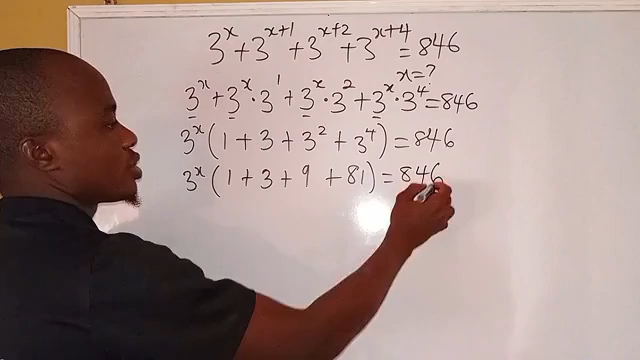 3^x + 3^(x+1) + 3^(x+2) + 3^(x+4) = 846
x = ?
3^x + 3^x · 3^1 + 3^x · 3^2 + 3^x · 3^4 = 846
3^x (1 + 3 + 3^2 + 3^4) = 846
3^x (1 + 3 + 9 + 81) = 846